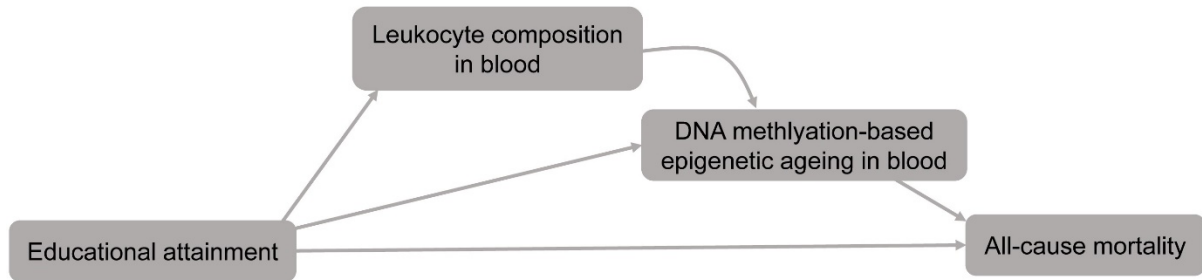 Leukocyte composition
in blood
DNA methlyation-based
epigenetic ageing in blood
Educational attainment
All-cause mortality